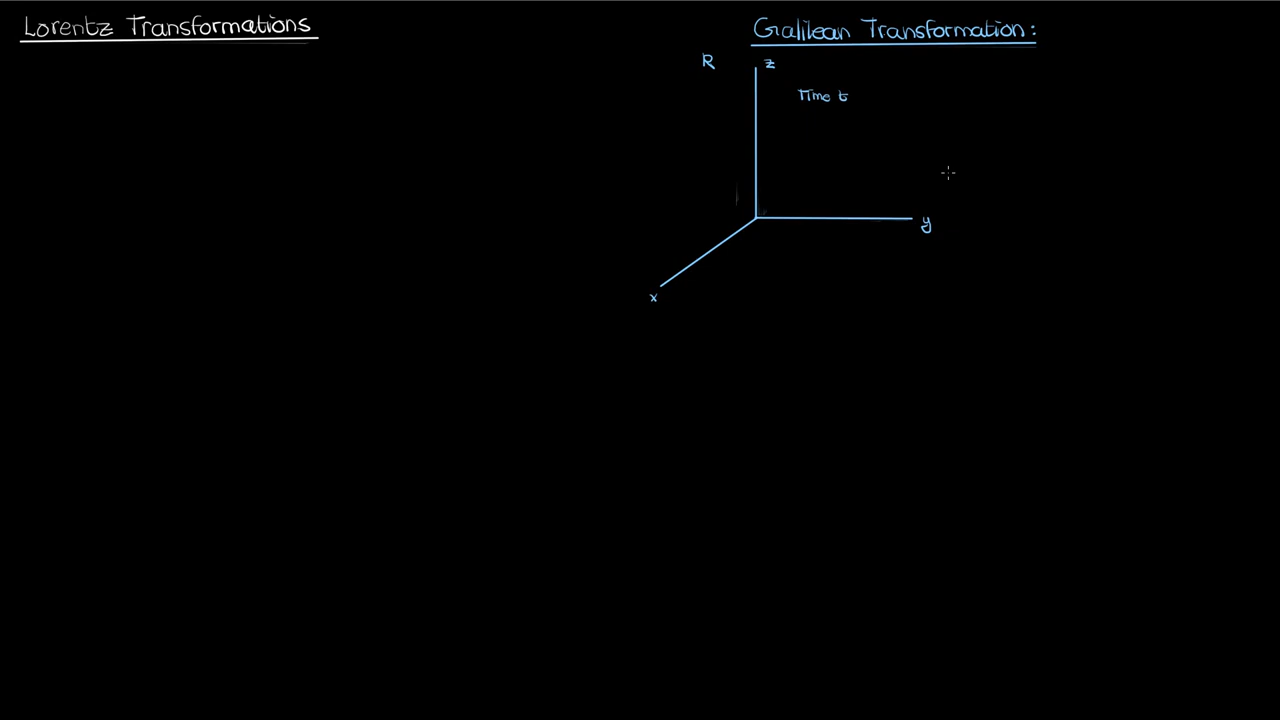 Lorentz Transformations
Galilean Transformation:
R
z
Time t
y
x